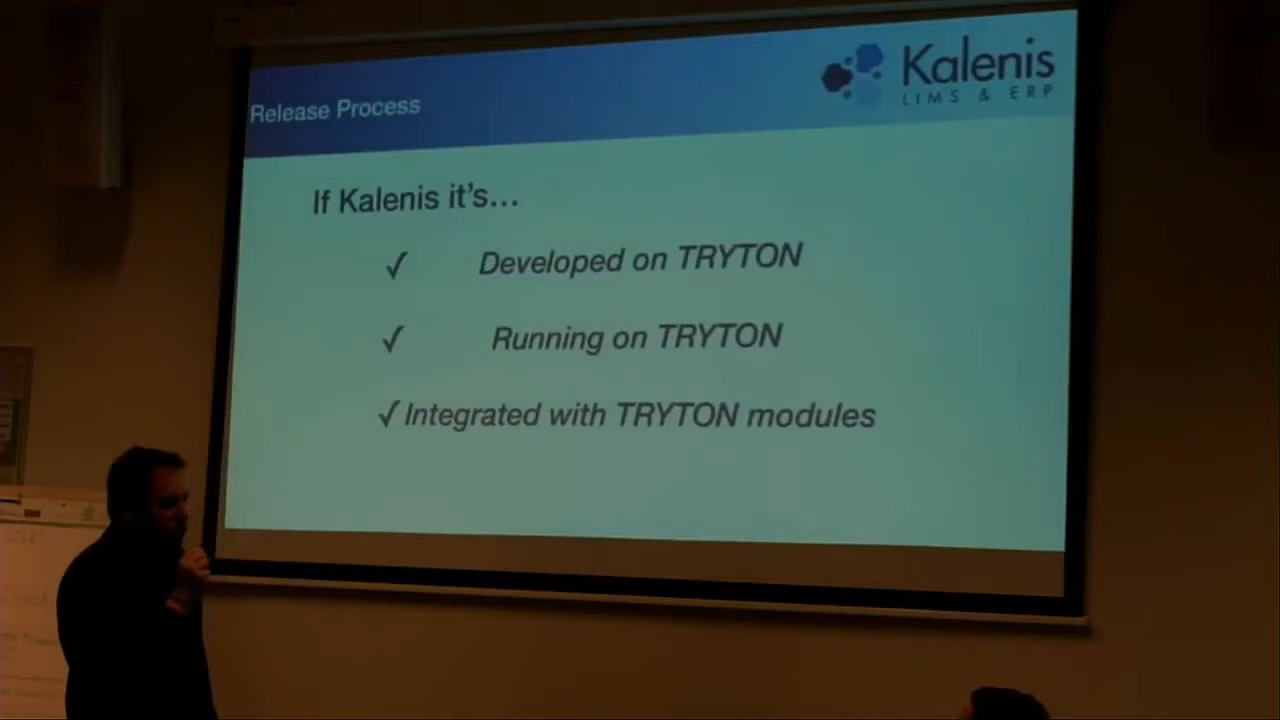 Kalenis
LIMS & ERP
Release Process
If Kalenis it's...
✓ Developed on TRYTON
✓ Running on TRYTON
✓ Integrated with TRYTON modules